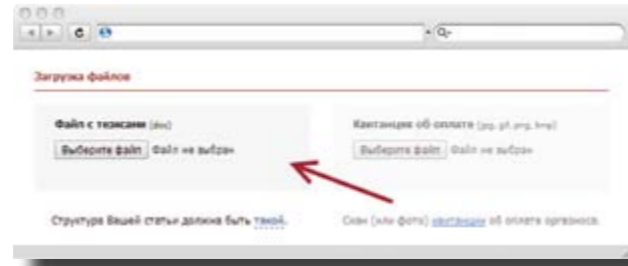 Загрузка файлов
Файл с тезисами (doc)
Выберите файл Файл не выбран
Квитанция об оплате (jpg, gif, png, bmp)
Выберите файл Файл не выбран
Структура Вашей статьи должна быть такой.
Скан (или фото) квитанции об оплате оргвзноса.